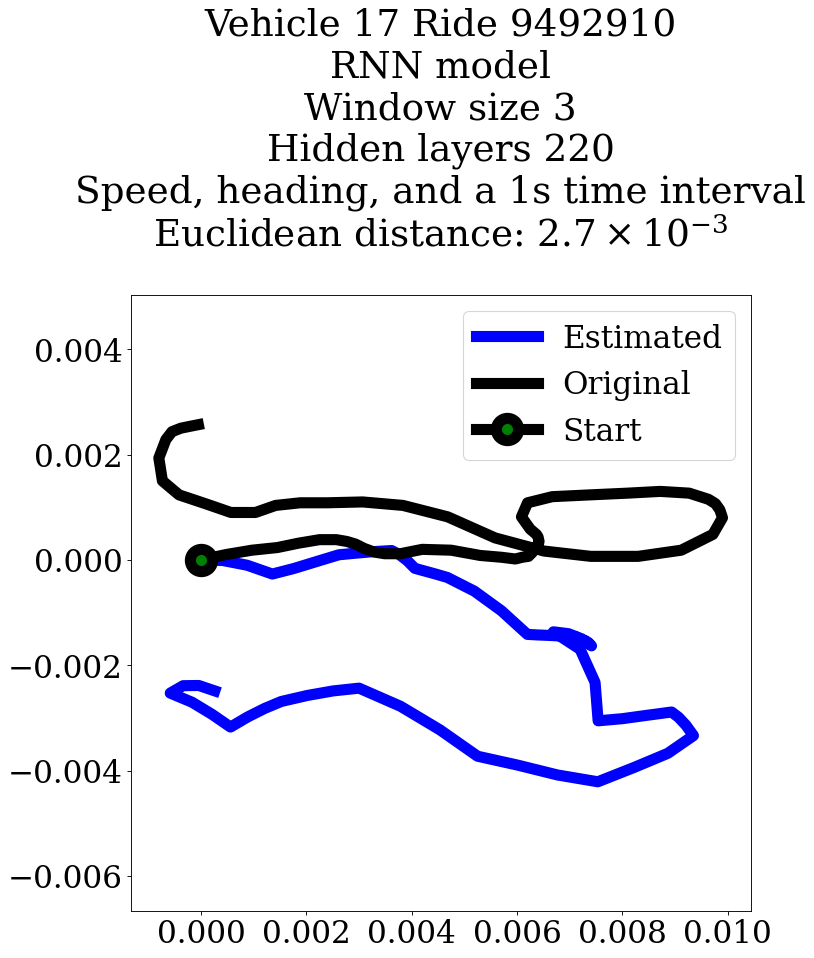 Vehicle 17 Ride 9492910
RNN model
Window size 3
Hidden layers 220
Speed, heading, and a 1s time interval
Euclidean distance: 2.7 × 10⁻³
Estimated
Original
Start
0.004
0.002
0.000
−0.002
−0.004
−0.006
0.000 0.002 0.004 0.006 0.008 0.010